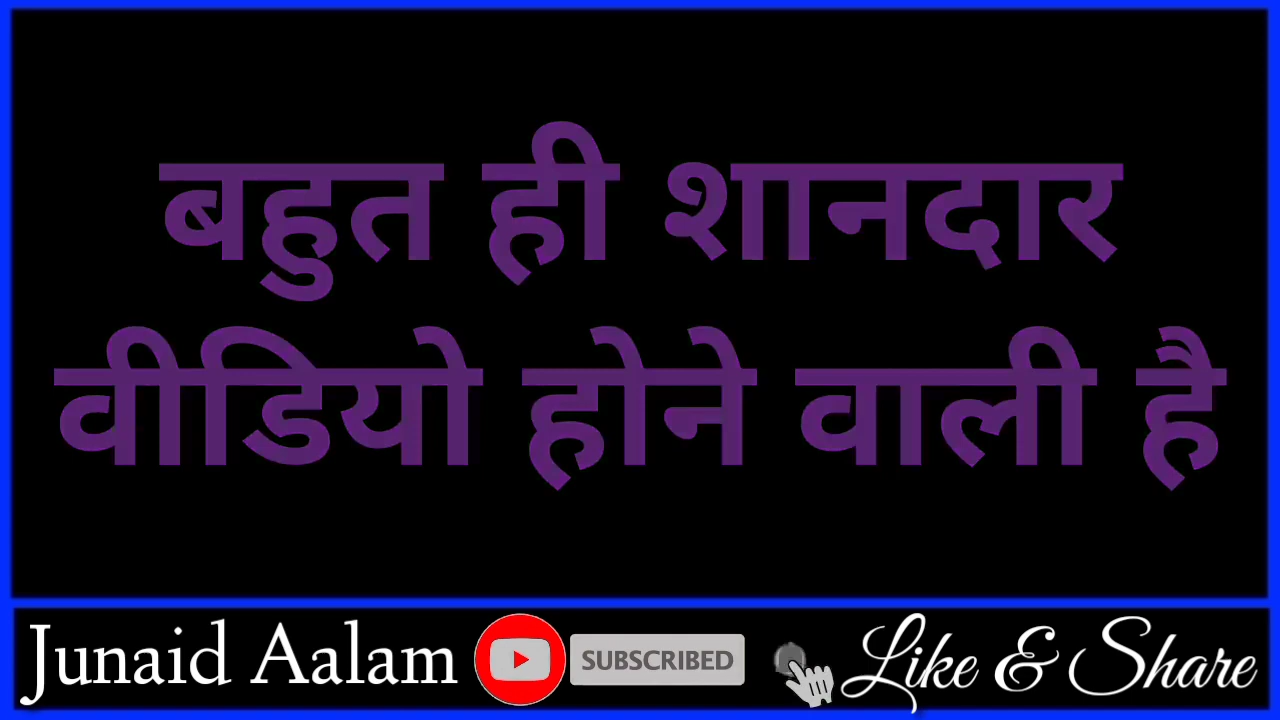 बहुत ही शानदार
वीडियो होने वाली है
Junaid Aalam SUBSCRIBED Like & Share